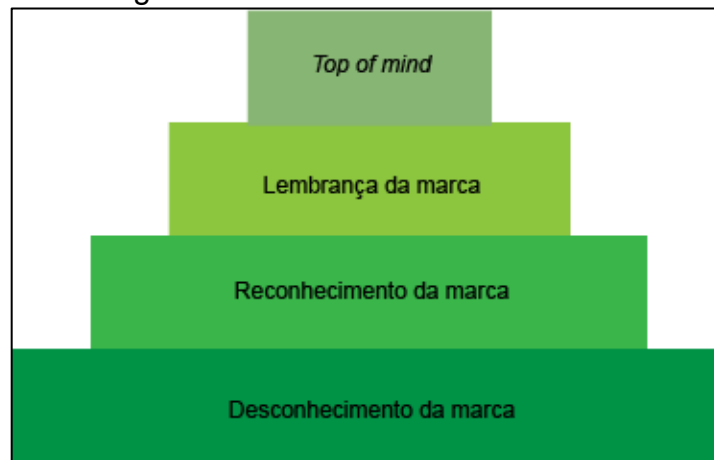 Top of mind
Lembrança da marca
Reconhecimento da marca
Desconhecimento da marca